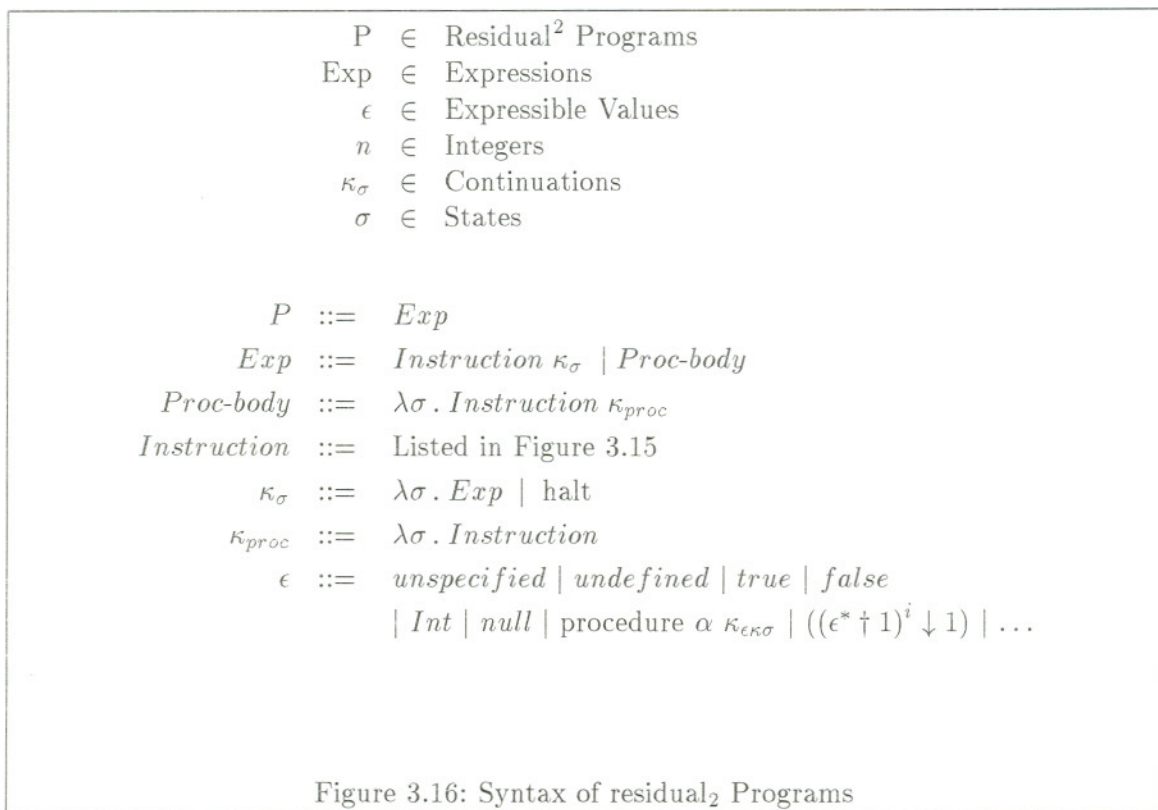 P ∈ Residual² Programs
Exp ∈ Expressions
ϵ ∈ Expressible Values
n ∈ Integers
κ_σ ∈ Continuations
σ ∈ States
P ::= Exp
Exp ::= Instruction κ_σ | Proc-body
Proc-body ::= λσ . Instruction κ_proc
Instruction ::= Listed in Figure 3.15
κ_σ ::= λσ . Exp | halt
κ_proc ::= λσ . Instruction
ϵ ::= unspecified | undefined | true | false
| Int | null | procedure α κ_ϵκσ | ((ϵ* † 1)ⁱ ↓ 1) | ...
Figure 3.16: Syntax of residual₂ Programs